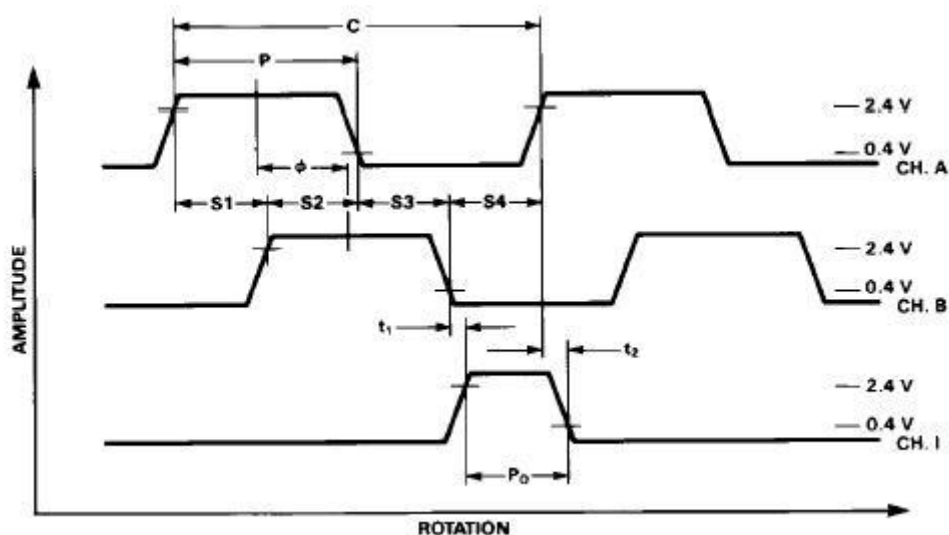 C
P
2.4 V
0.4 V
CH. A
ϕ
S1 S2 S3 S4
2.4 V
0.4 V
CH. B
t₁
t₂
2.4 V
0.4 V
CH. I
P₀
AMPLITUDE
ROTATION